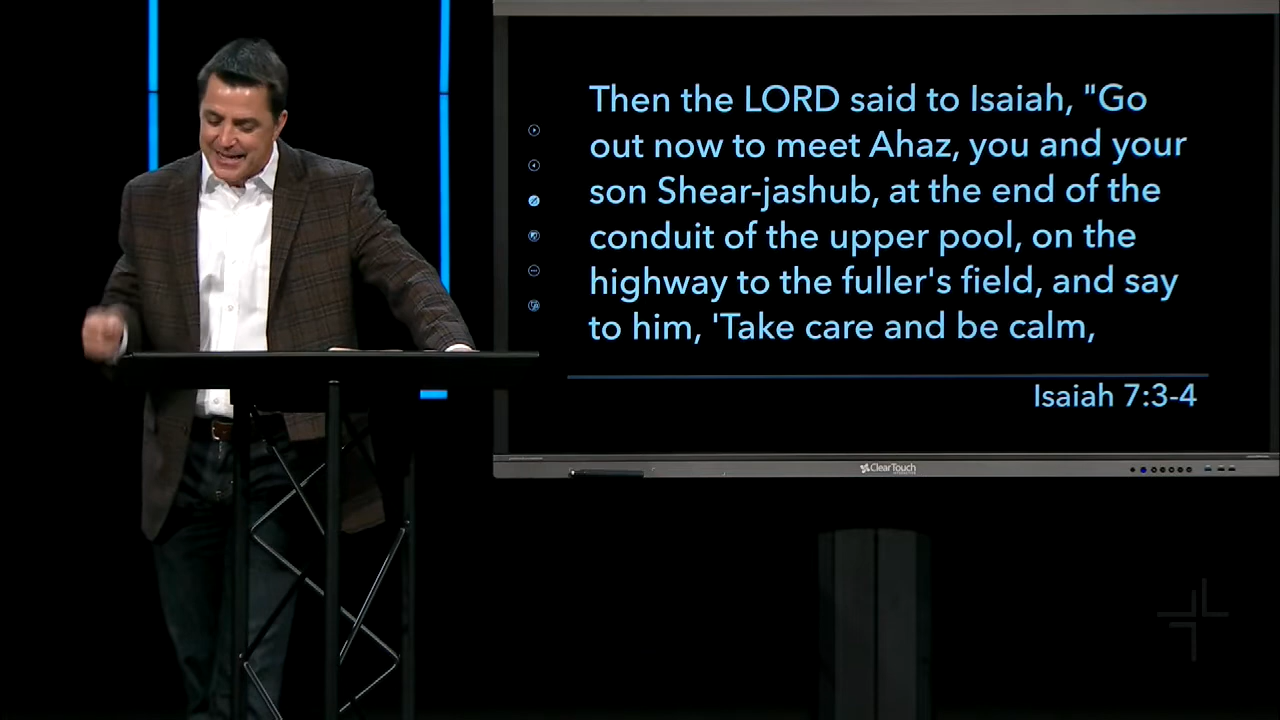 Then the LORD said to Isaiah, "Go
out now to meet Ahaz, you and your
son Shear-jashub, at the end of the
conduit of the upper pool, on the
highway to the fuller's field, and say
to him, 'Take care and be calm,
Isaiah 7:3-4
ClearTouch